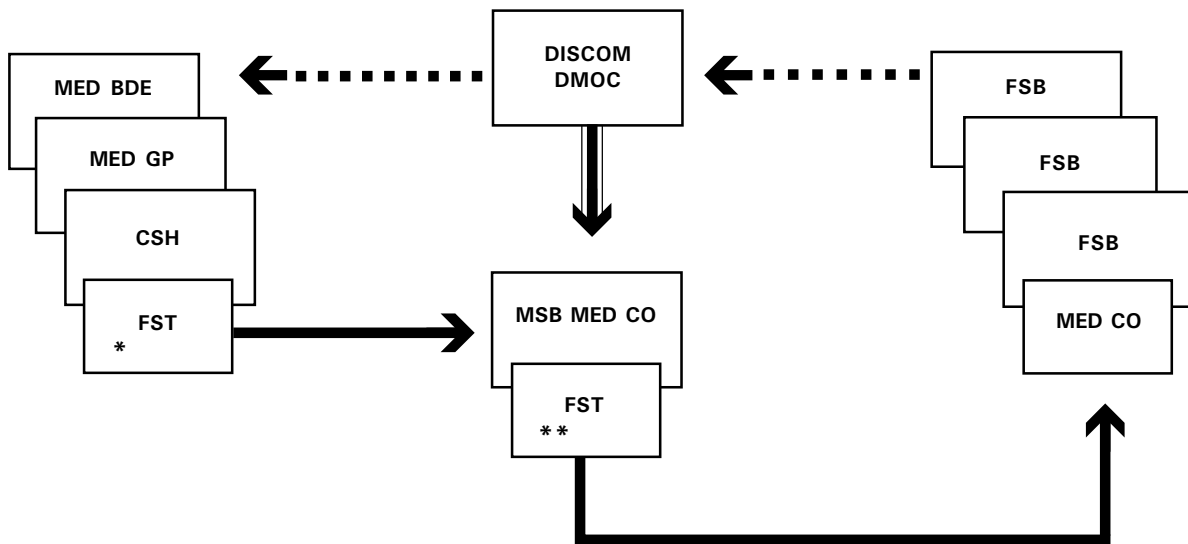 MED BDE
MED GP
CSH
FST
*
DISCOM
DMOC
MSB MED CO
FST
**
FSB
FSB
FSB
MED CO